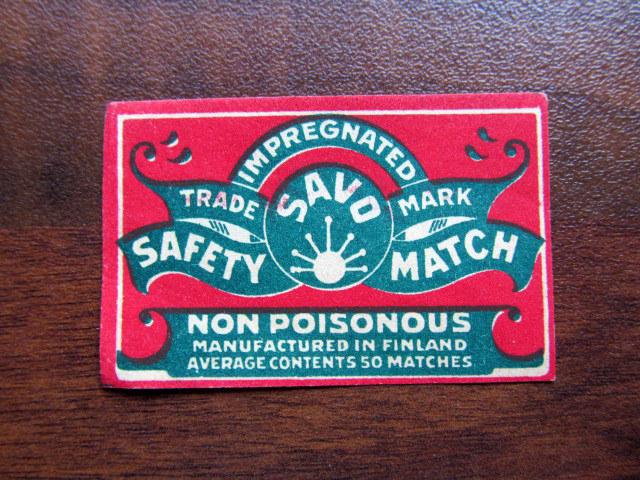 IMPREGNATED
SAVO
TRADE MARK
SAFETY MATCH
NON POISONOUS
MANUFACTURED IN FINLAND
AVERAGE CONTENTS 50 MATCHES